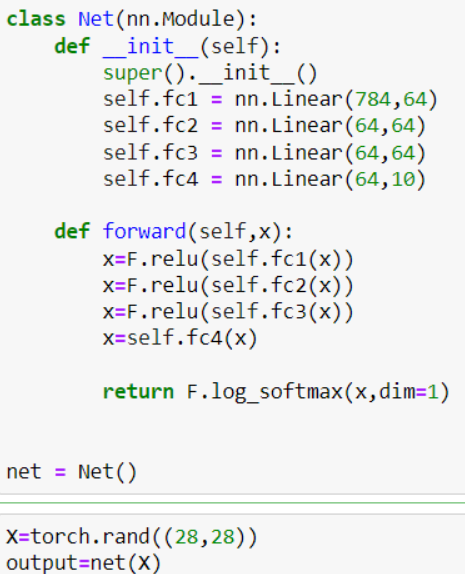 class Net(nn.Module):
    def __init__(self):
        super().__init__()
        self.fc1 = nn.Linear(784,64)
        self.fc2 = nn.Linear(64,64)
        self.fc3 = nn.Linear(64,64)
        self.fc4 = nn.Linear(64,10)

    def forward(self,x):
        x=F.relu(self.fc1(x))
        x=F.relu(self.fc2(x))
        x=F.relu(self.fc3(x))
        x=self.fc4(x)

        return F.log_softmax(x,dim=1)


net = Net()

X=torch.rand((28,28))
output=net(X)